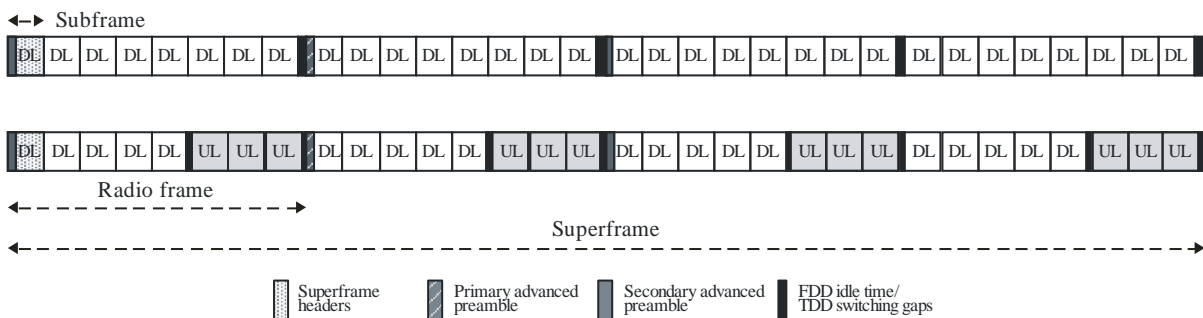 Subframe
DL DL DL DL DL DL DL DL DL DL DL DL DL DL DL DL DL DL DL DL DL DL DL DL DL DL DL DL DL DL DL DL
DL DL DL DL DL UL UL UL DL DL DL DL DL UL UL UL DL DL DL DL DL UL UL UL DL DL DL DL DL UL UL UL
Radio frame
Superframe
Superframe
headers
Primary advanced
preamble
Secondary advanced
preamble
FDD idle time/
TDD switching gaps